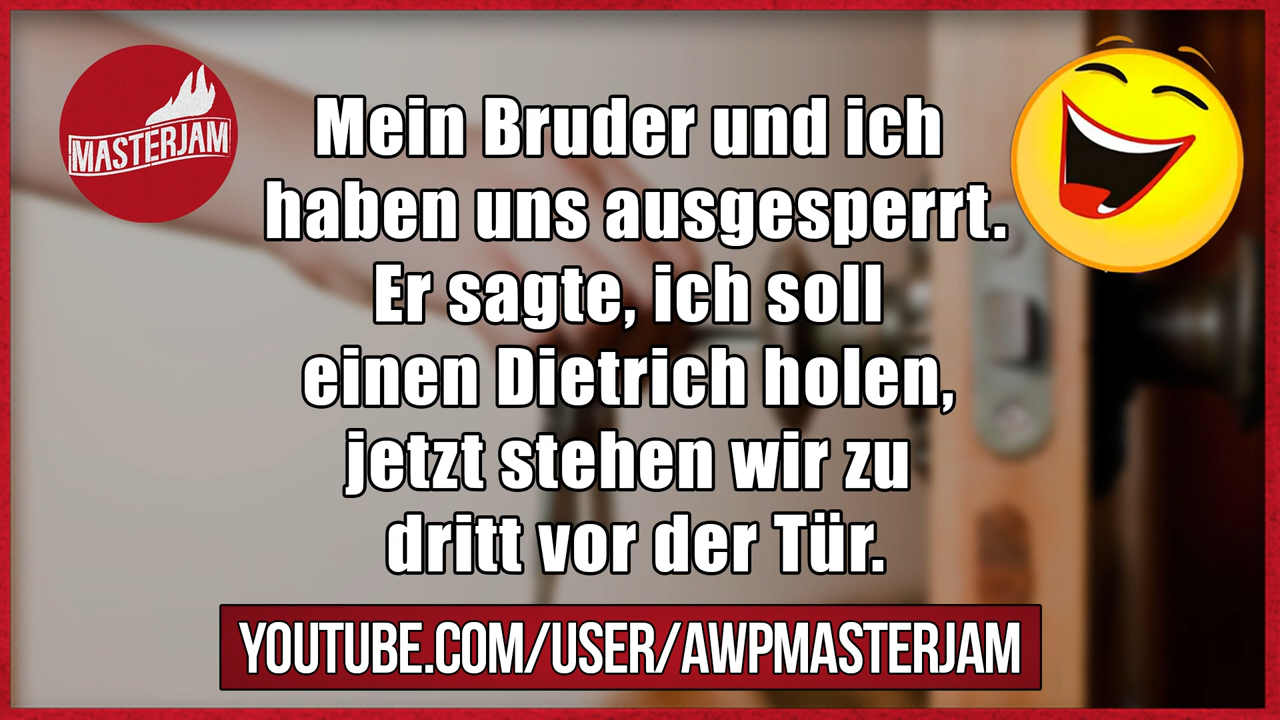 MASTERJAM
Mein Bruder und ich
haben uns ausgesperrt.
Er sagte, ich soll
einen Dietrich holen,
jetzt stehen wir zu
dritt vor der Tür.
YOUTUBE.COM/USER/AWPMASTERJAM